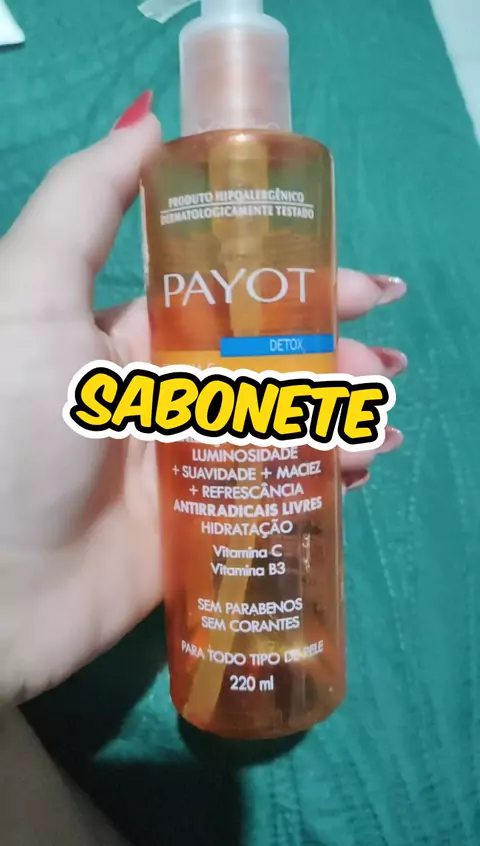 PRODUTO HIPOALERGÊNICO
DERMATOLOGICAMENTE TESTADO
PAYOT
DETOX
SABONETE
LUMINOSIDADE
+ SUAVIDADE + MACIEZ
+ REFRESCÂNCIA
ANTIRRADICAIS LIVRES
HIDRATAÇÃO
Vitamina C
Vitamina B3
SEM PARABENOS
SEM CORANTES
PARA TODO TIPO DE PELE
220 ml